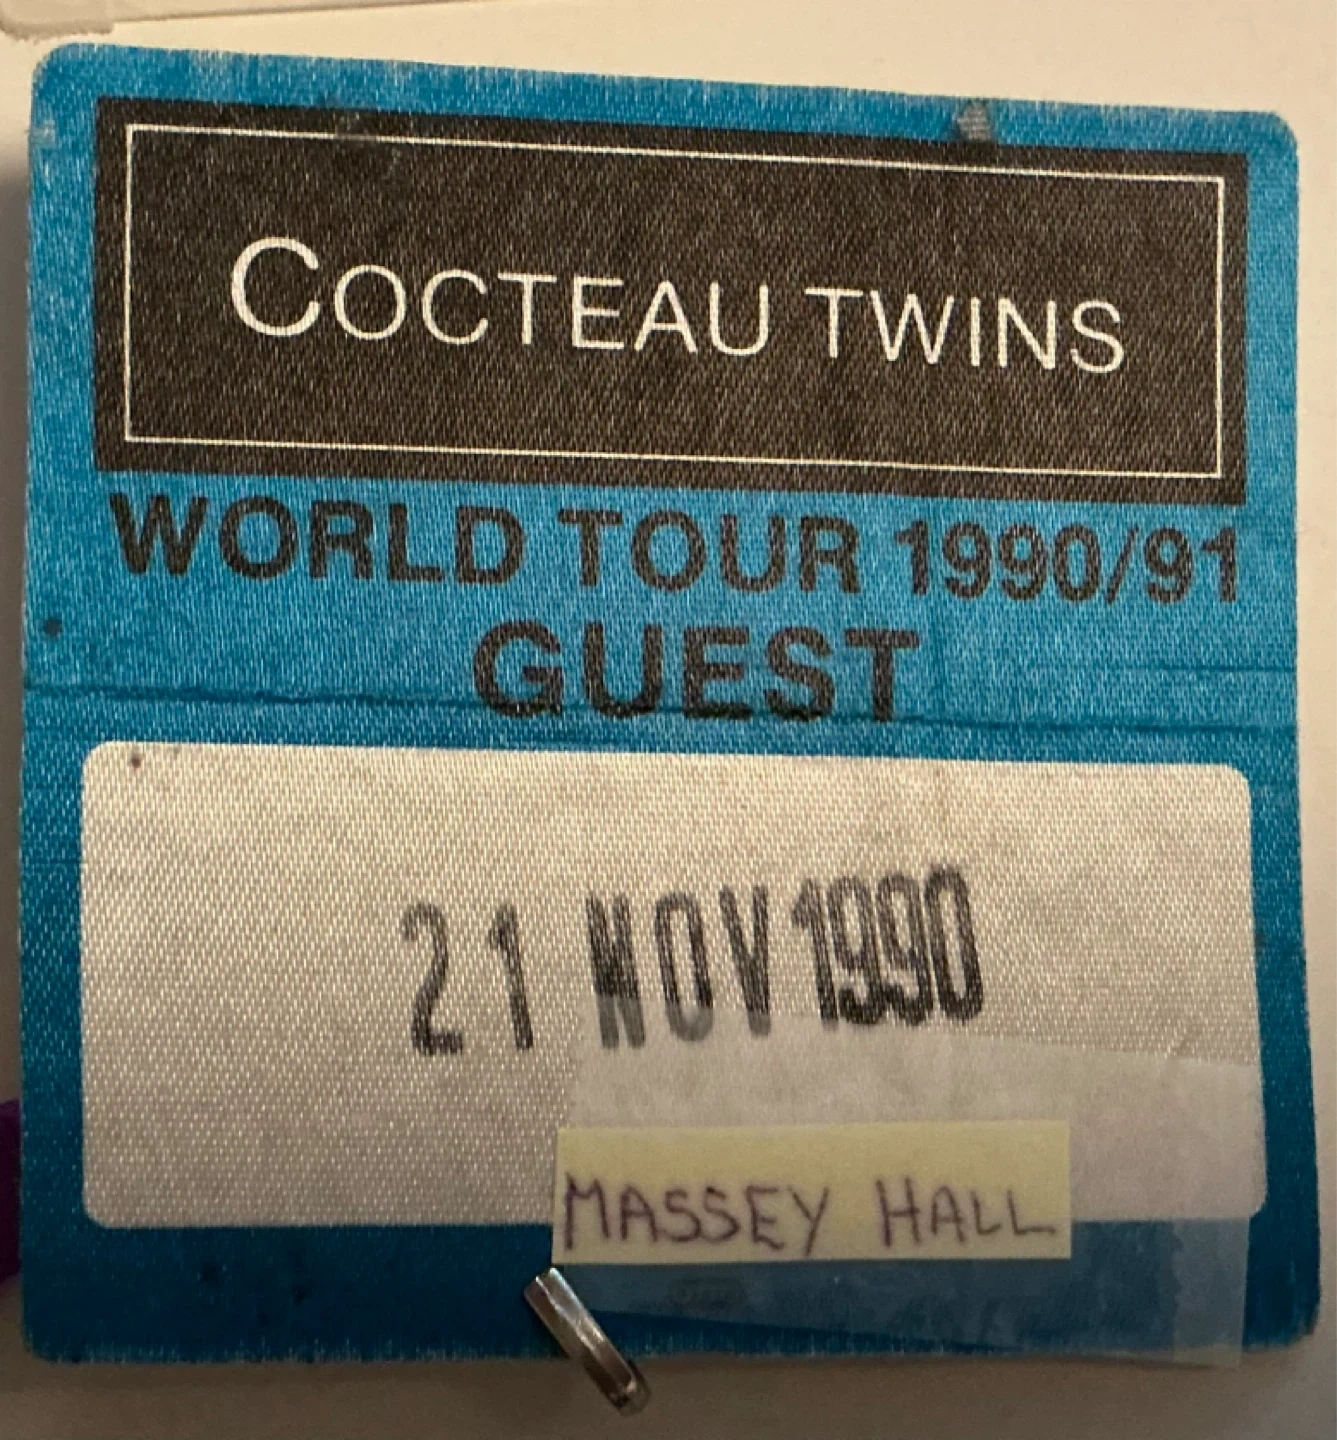 COCTEAU TWINS
WORLD TOUR 1990/91
GUEST
21 NOV 1990
MASSEY HALL